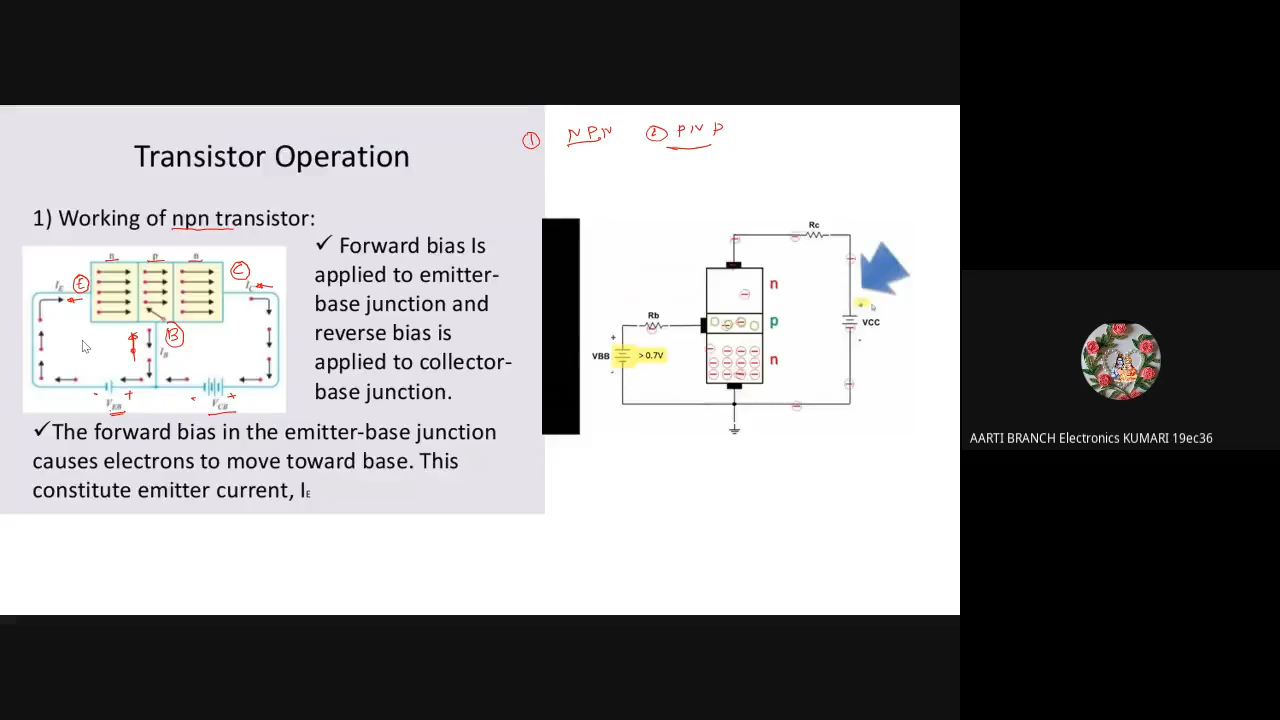 ① NPN ② PNP
Transistor Operation
1) Working of npn transistor:
n p n
E C
IE IC
B
IB
- + - +
VEB VCB
✓ Forward bias Is
applied to emitter-
base junction and
reverse bias is
applied to collector-
base junction.
✓The forward bias in the emitter-base junction
causes electrons to move toward base. This
constitute emitter current, IE
Rc
n
Rb
p
+
+
VBB
> 0.7V
VCC
n
-
-
AARTI BRANCH Electronics KUMARI 19ec36